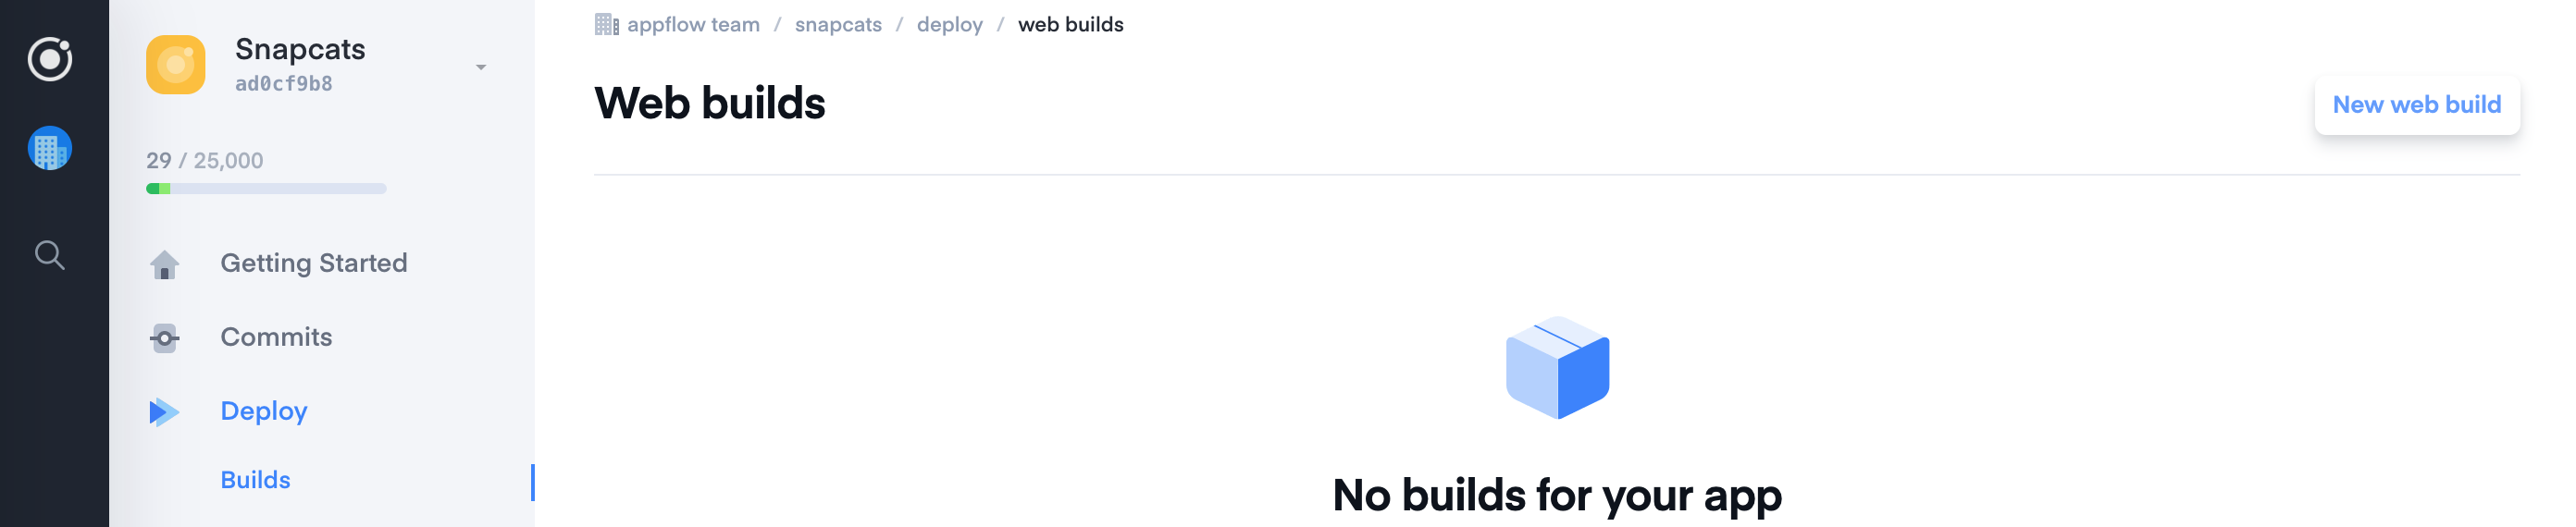 Snapcats
ad0cf9b8
29 / 25,000
Getting Started
Commits
Deploy
Builds
appflow team / snapcats / deploy / web builds
Web builds
New web build
No builds for your app